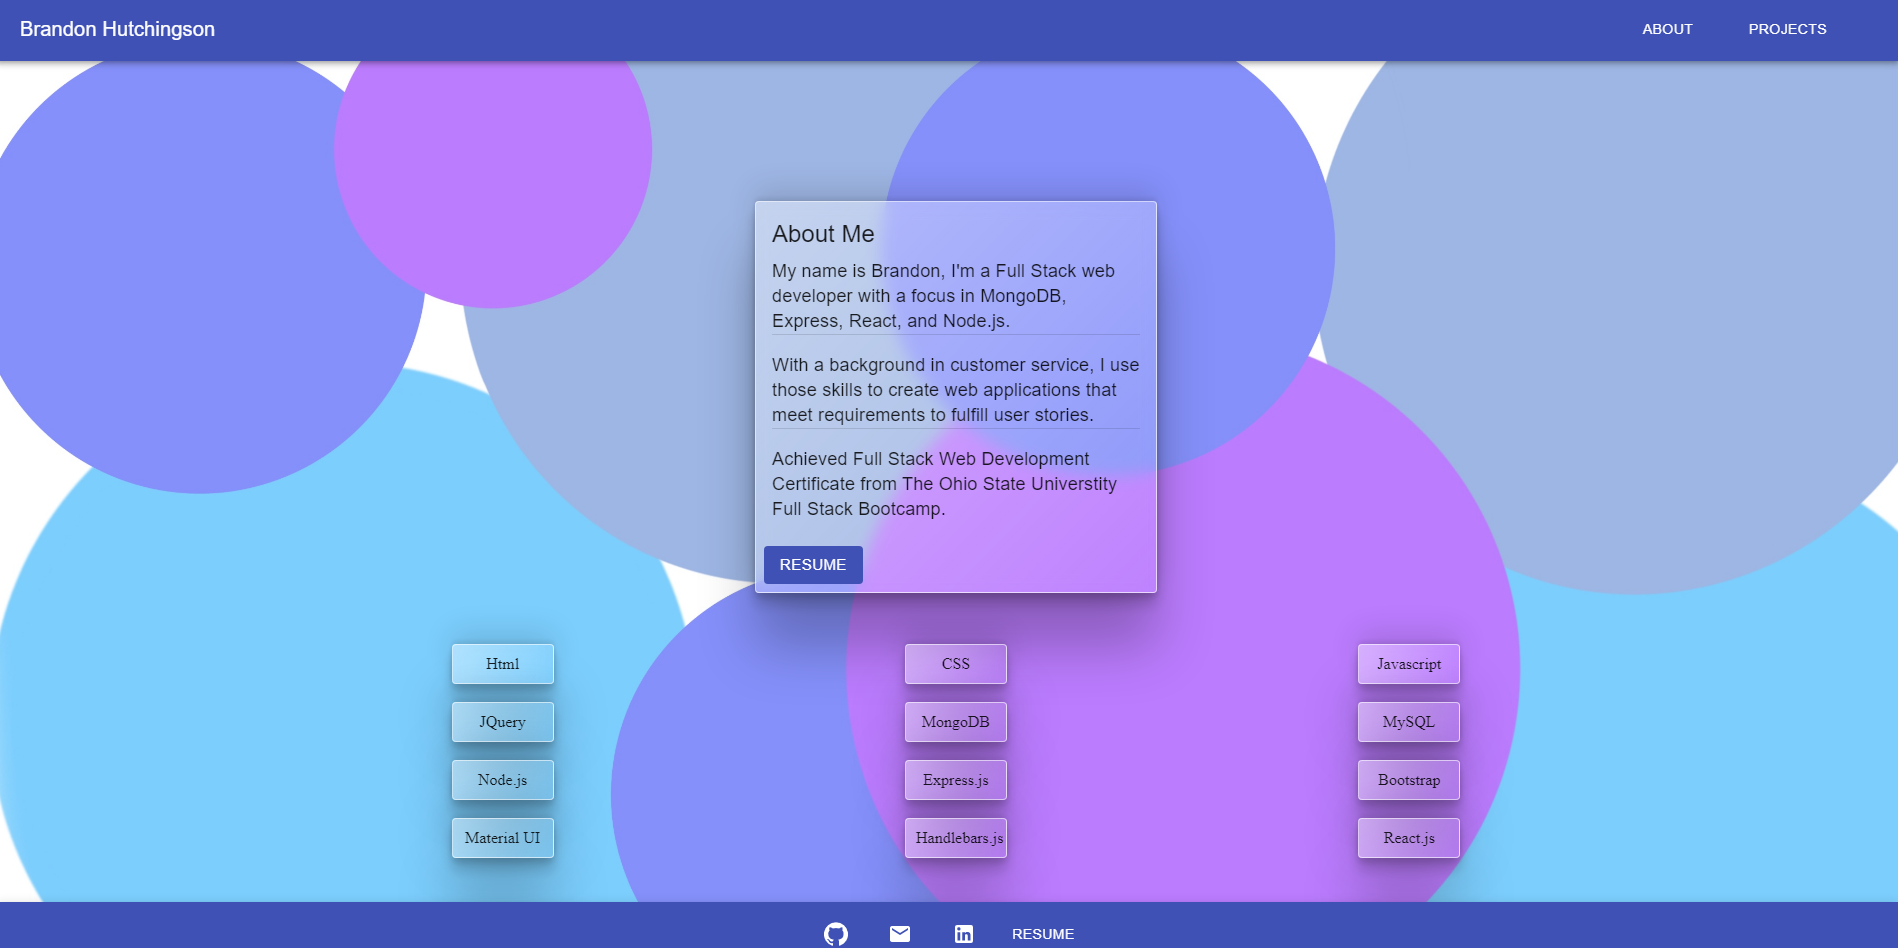 Brandon Hutchingson
ABOUT
PROJECTS
About Me
My name is Brandon, I'm a Full Stack web
developer with a focus in MongoDB,
Express, React, and Node.js.
With a background in customer service, I use
those skills to create web applications that
meet requirements to fulfill user stories.
Achieved Full Stack Web Development
Certificate from The Ohio State Universtity
Full Stack Bootcamp.
RESUME
Html
CSS
Javascript
JQuery
MongoDB
MySQL
Node.js
Express.js
Bootstrap
Material UI
Handlebars.js
React.js
RESUME